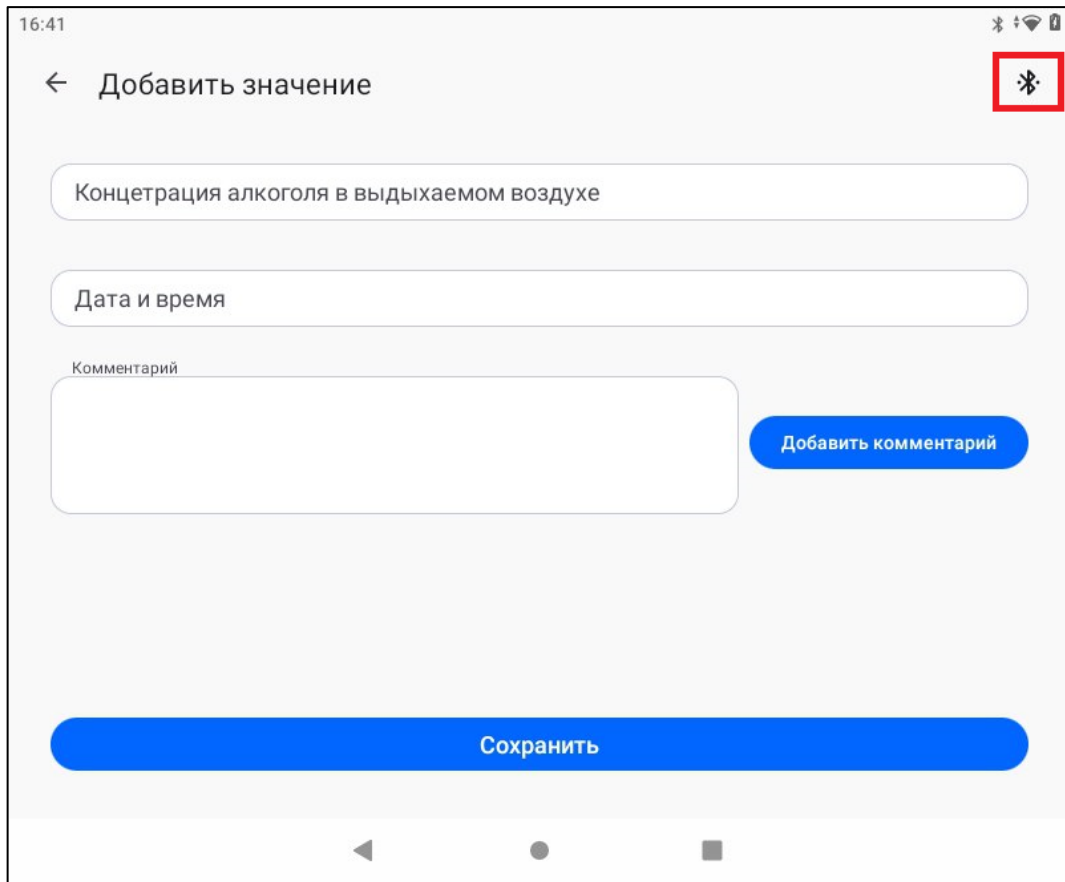 16:41
Добавить значение
Концетрация алкоголя в выдыхаемом воздухе
Дата и время
Комментарий
Добавить комментарий
Сохранить